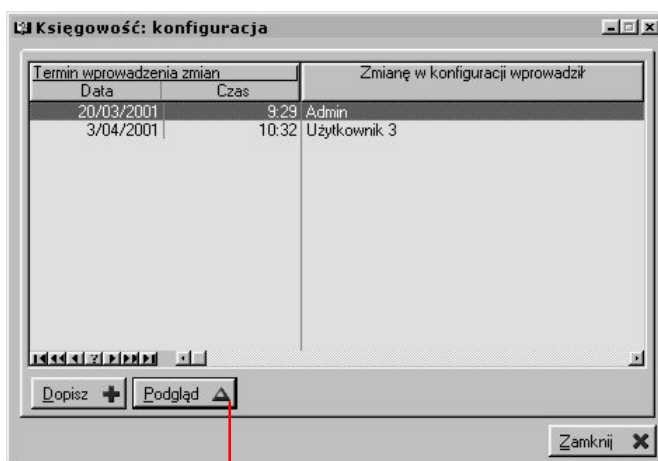 Księgowość: konfiguracja
Termin wprowadzenia zmian
Zmianę w konfiguracji wprowadził
Data Czas
20/03/2001 9:29 Admin
3/04/2001 10:32 Użytkownik 3
Dopisz Podgląd
Zamknij